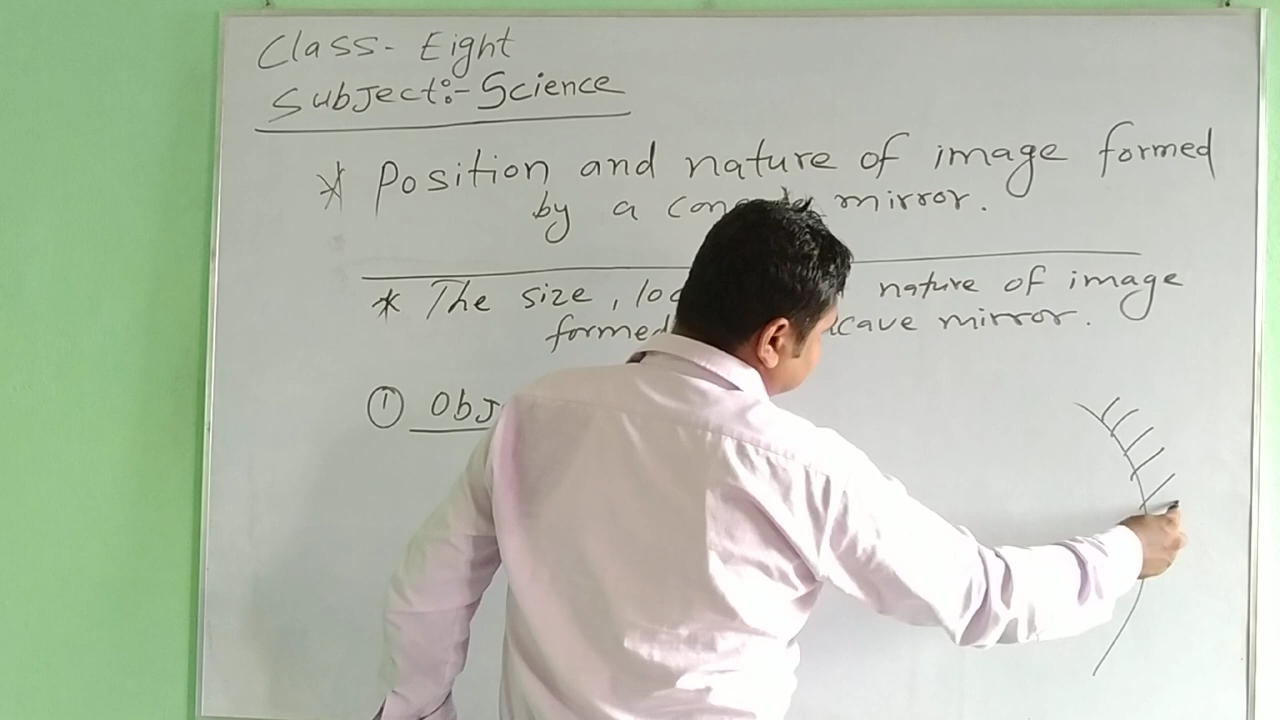 Class- Eight
Subject:- Science
* Position and nature of image formed
by a mirror.
* The size, nature of image
formed mirror.
①